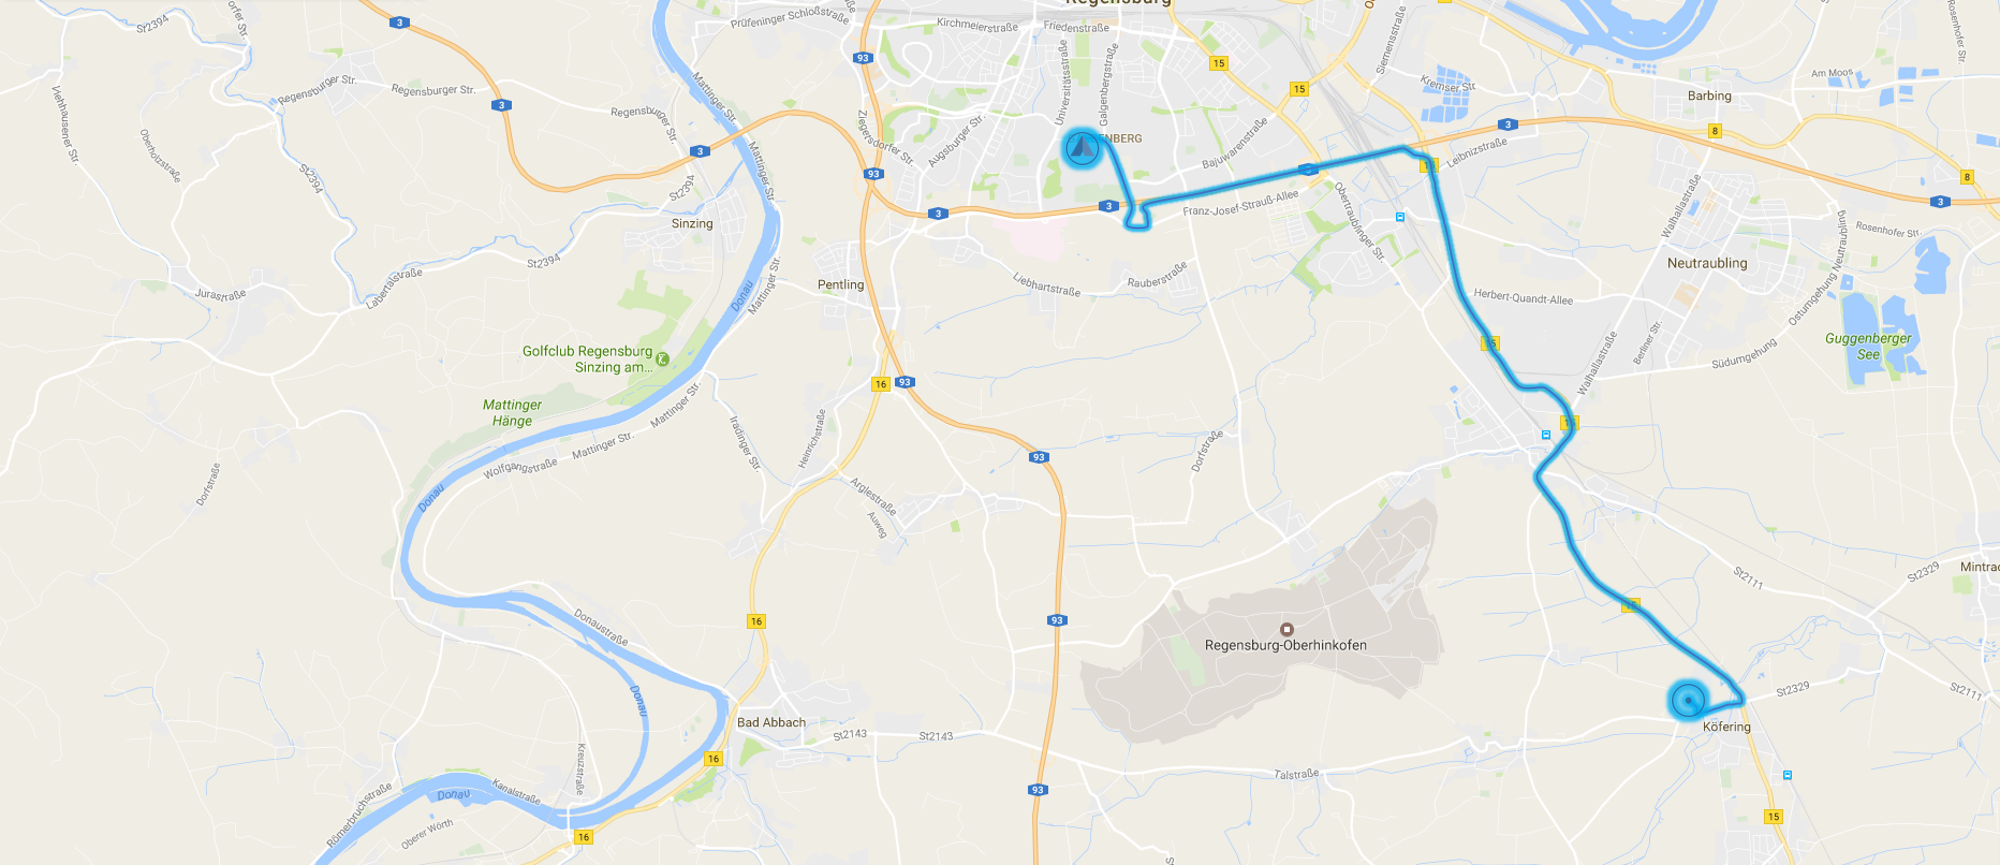 St2394
3
Prüfeninger Schloßstraße
Kirchmeierstraße
Friedenstraße
Regensburg
Siemensstraße
Rosenhofer Str.
93
15
15
Kremser Str
Am Moos
Barbing
Regensburger Str.
Regensburger Str.
Mattinger Str.
Universitätsstraße
Galgenbergstraße
Viehhausener Str.
3
Ziegetsdorfer Str.
Augsburger Str.
NBERG
Bajuwarenstraße
3
8
Oberholzstraße
3
Mattinger Str.
Leibnizstraße
St2394
St2394
93
3
8
Sinzing
3
3
Franz-Josef-Strauß-Allee
Obertraublinger Str.
Walhallastraße
3
Rosenhofer Str.
St2394
Neutraubling
Ostumgehung Neutraubling
Jurastraße
Labertalstraße
Pentling
Donau
Mattinger Str.
Liebhartstraße
Rauberstraße
Herbert-Quandt-Allee
Golfclub Regensburg
Sinzing am...
15
Walhallastraße
Berliner Str.
Südumgehung
Guggenberger
See
16
93
Mattinger
Hänge
Mattinger Str.
Iradinger Str.
Heinrichstraße
Mattinger Str.
Wolfgangstraße
Dorfstraße
93
Dorfstraße
Donau
Arglestraße
Auweg
St2111
St2329
Mintrac
16
Donaustraße
93
15
Regensburg-Oberhinkofen
Donau
St2329
St2111
Bad Abbach
St2143
St2143
Köfering
16
Kreuzstraße
Talstraße
Donau
Kanalstraße
93
Römerbruchstraße
Oberer Wörth
16
15